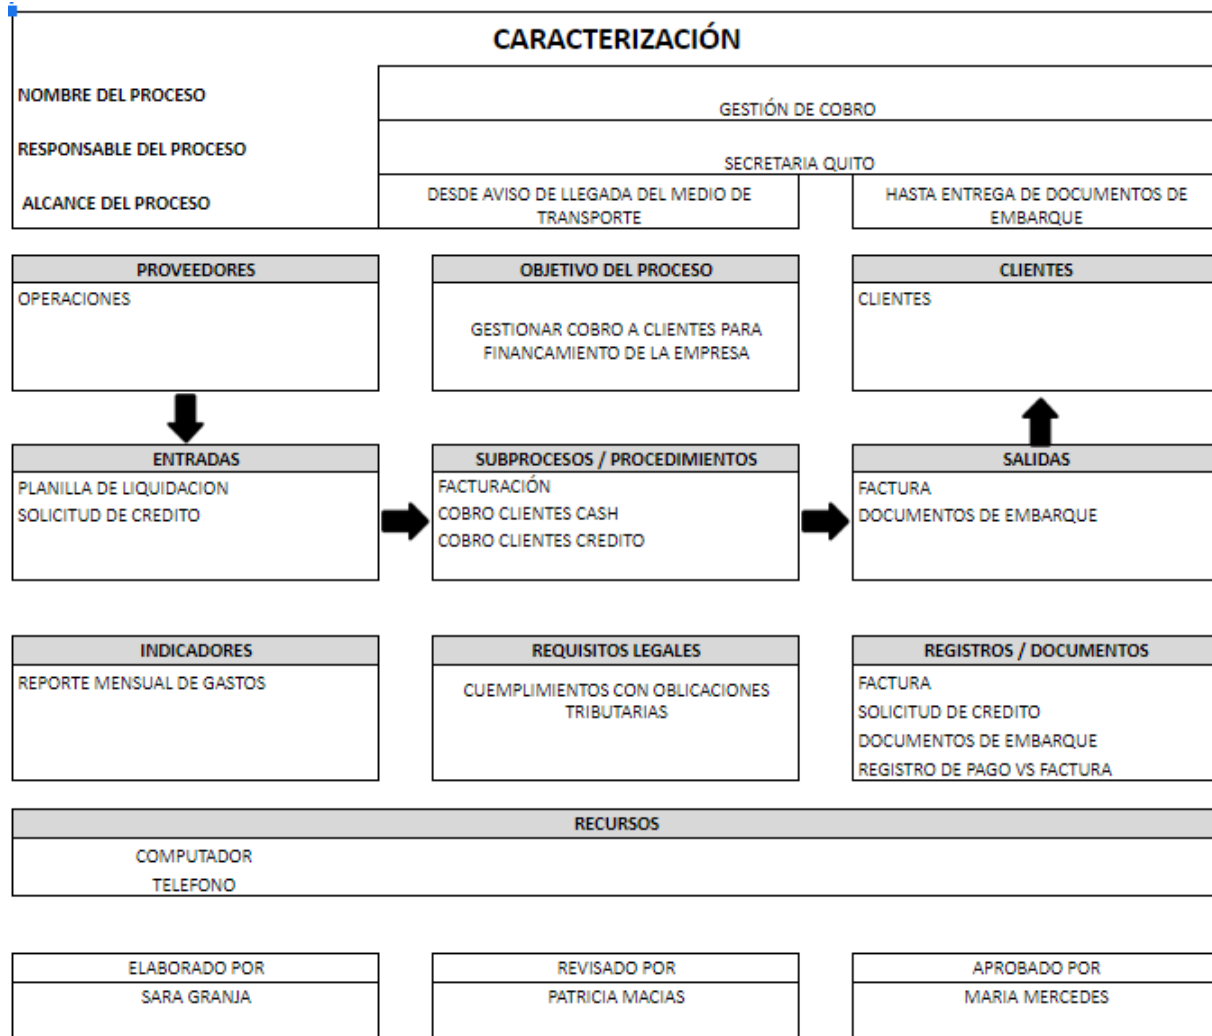 CARACTERIZACIÓN
NOMBRE DEL PROCESO
GESTIÓN DE COBRO
RESPONSABLE DEL PROCESO
SECRETARIA QUITO
ALCANCE DEL PROCESO
DESDE AVISO DE LLEGADA DEL MEDIO DE
TRANSPORTE
HASTA ENTREGA DE DOCUMENTOS DE
EMBARQUE
PROVEEDORES
OPERACIONES
OBJETIVO DEL PROCESO
GESTIONAR COBRO A CLIENTES PARA
FINANCAMIENTO DE LA EMPRESA
CLIENTES
CLIENTES
ENTRADAS
PLANILLA DE LIQUIDACION
SOLICITUD DE CREDITO
SUBPROCESOS / PROCEDIMIENTOS
FACTURACIÓN
COBRO CLIENTES CASH
COBRO CLIENTES CREDITO
SALIDAS
FACTURA
DOCUMENTOS DE EMBARQUE
INDICADORES
REPORTE MENSUAL DE GASTOS
REQUISITOS LEGALES
CUEMPLIMIENTOS CON OBLICACIONES
TRIBUTARIAS
REGISTROS / DOCUMENTOS
FACTURA
SOLICITUD DE CREDITO
DOCUMENTOS DE EMBARQUE
REGISTRO DE PAGO VS FACTURA
RECURSOS
COMPUTADOR
TELEFONO
ELABORADO POR
SARA GRANJA
REVISADO POR
PATRICIA MACIAS
APROBADO POR
MARIA MERCEDES